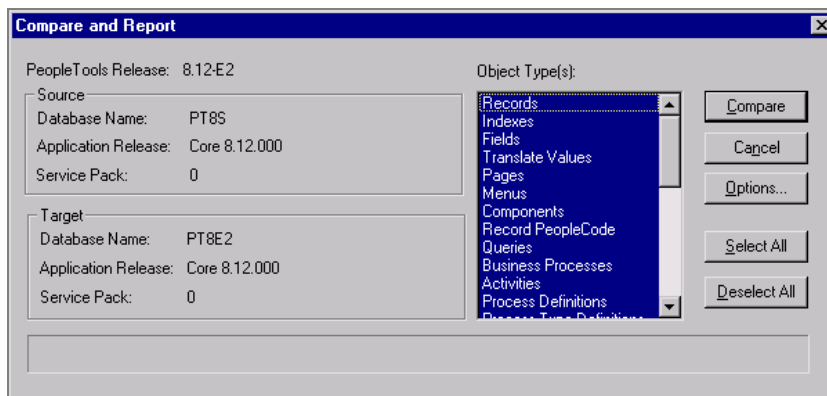 Compare and Report
PeopleTools Release: 8.12-E2
Source
Database Name: PT8S
Application Release: Core 8.12.000
Service Pack: 0
Target
Database Name: PT8E2
Application Release: Core 8.12.000
Service Pack: 0
Object Type(s):
Records
Indexes
Fields
Translate Values
Pages
Menus
Components
Record PeopleCode
Queries
Business Processes
Activities
Process Definitions
Process Type Definitions
Compare
Cancel
Options...
Select All
Deselect All